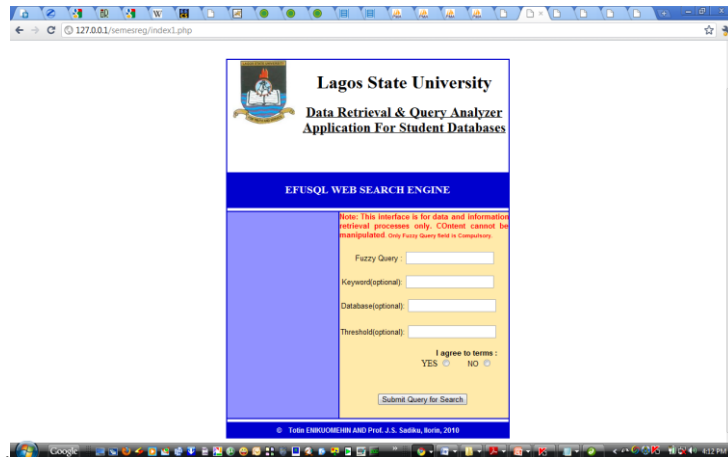 127.0.0.1/semesreg/index1.php
Lagos State University
Data Retrieval & Query Analyzer
Application For Student Databases
EFUSQL WEB SEARCH ENGINE
Note: This interface is for data and information
retrieval processes only. COntent cannot be
manipulated. Only Fuzzy Query field is Compulsory.
Fuzzy Query :
Keyword(optional):
Database(optional):
Threshold(optional):
I agree to terms :
YES NO
Submit Query for Search
© Totin ENIKUOMEHIN AND Prof. J.S. Sadiku, Ilorin, 2010
Google
4:12 PM